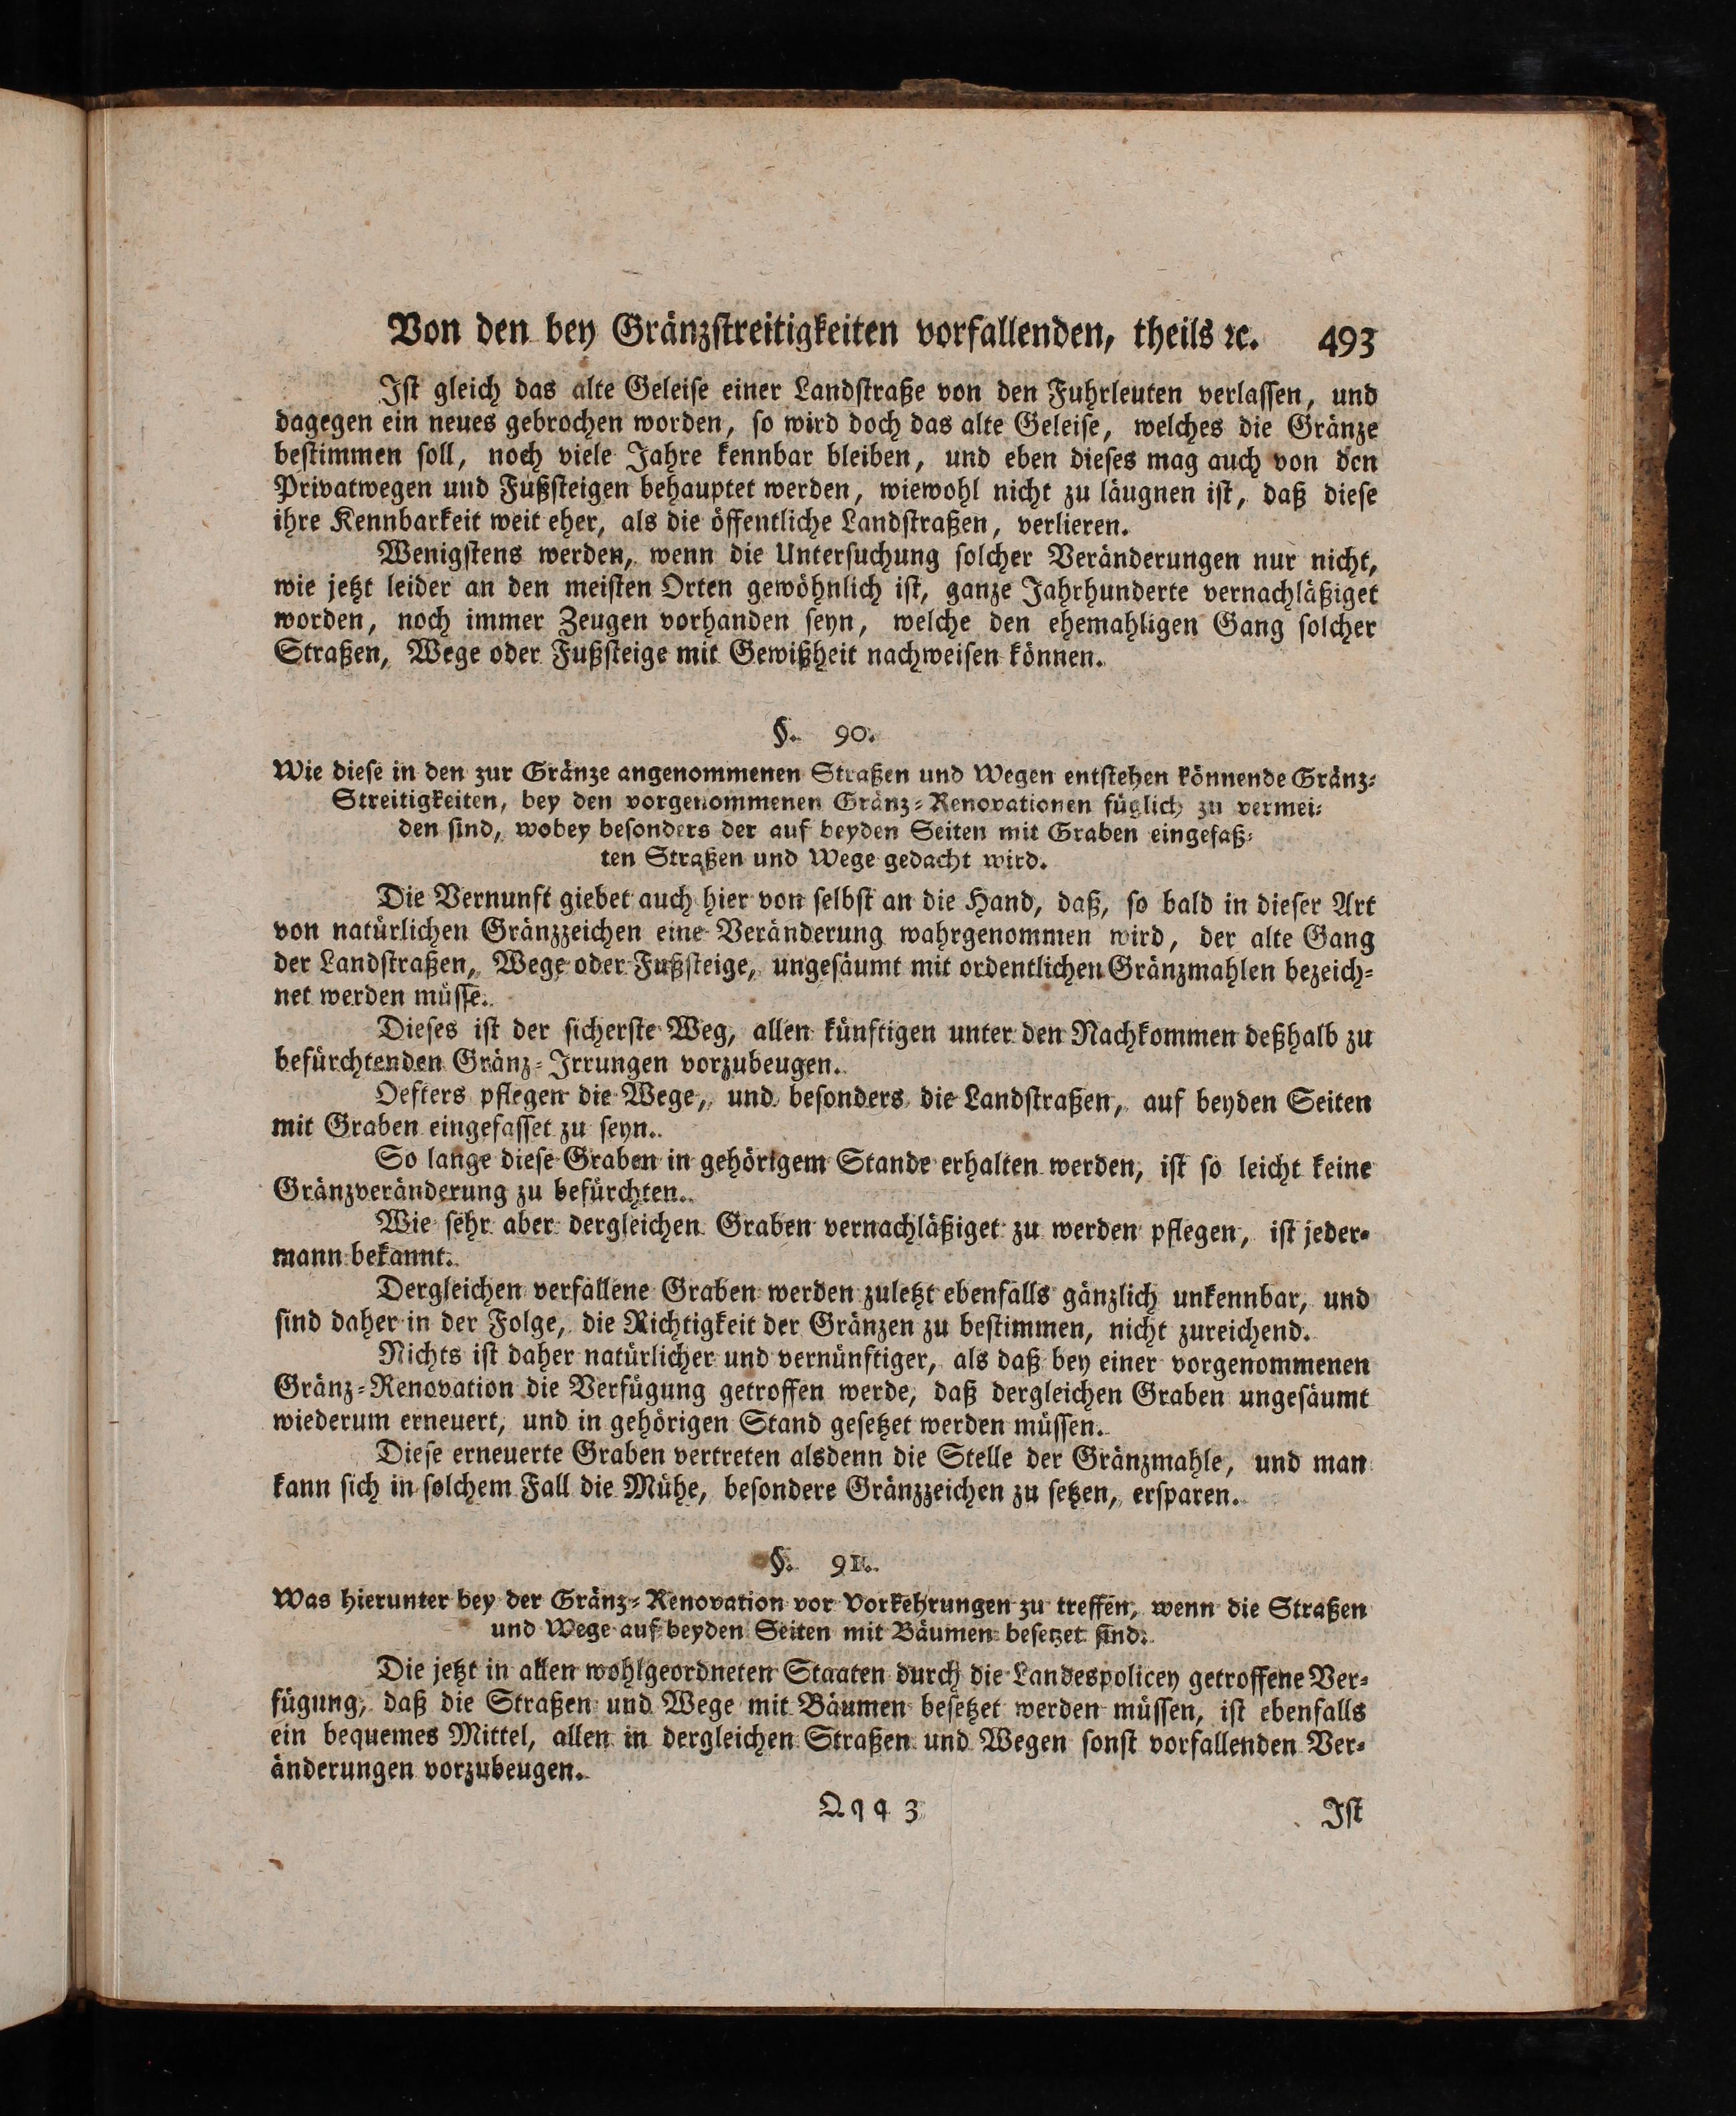 Von den bey Gränzstreitigkeiten vorfallenden, theils ꝛc. 493
Ist gleich das alte Geleise einer Landstraße von den Fuhrleuten verlassen, und
dagegen ein neues gebrochen worden, so wird doch das alte Geleise, welches die Gränze
bestimmen soll, noch viele Jahre kennbar bleiben, und eben dieses mag auch von den
Privatwegen und Fußsteigen behauptet werden, wiewohl nicht zu läugnen ist, daß diese
ihre Kennbarkeit weit eher, als die öffentliche Landstraßen, verlieren.
Wenigstens werden, wenn die Untersuchung solcher Veränderungen nur nicht,
wie jetzt leider an den meisten Orten gewöhnlich ist, ganze Jahrhunderte vernachläßiget
worden, noch immer Zeugen vorhanden seyn, welche den ehemahligen Gang solcher
Straßen, Wege oder Fußsteige mit Gewißheit nachweisen können.
§. 90.
Wie diese in den zur Gränze angenommenen Straßen und Wegen entstehen könnende Gränz-
Streitigkeiten, bey den vorgenommenen Gränz-Renovationen füglich zu vermei-
den sind, wobey besonders der auf beyden Seiten mit Graben eingefaß-
ten Straßen und Wege gedacht wird.
Die Vernunft giebet auch hier von selbst an die Hand, daß, so bald in dieser Art
von natürlichen Gränzzeichen eine Veränderung wahrgenommen wird, der alte Gang
der Landstraßen, Wege oder Fußsteige, ungesäumt mit ordentlichen Gränzmahlen bezeich-
net werden müsse.
Dieses ist der sicherste Weg, allen künftigen unter den Nachkommen deßhalb zu
befürchtenden Gränz-Irrungen vorzubeugen.
Oefters pflegen die Wege, und besonders die Landstraßen, auf beyden Seiten
mit Graben eingefasset zu seyn.
So lange diese Graben in gehörigem Stande erhalten werden, ist so leicht keine
Gränzveränderung zu befürchten.
Wie sehr aber dergleichen Graben vernachläßiget zu werden pflegen, ist jeder-
mann bekannt.
Dergleichen verfallene Graben werden zuletzt ebenfalls gänzlich unkennbar, und
sind daher in der Folge, die Richtigkeit der Gränzen zu bestimmen, nicht zureichend.
Nichts ist daher natürlicher und vernünftiger, als daß bey einer vorgenommenen
Gränz-Renovation die Verfügung getroffen werde, daß dergleichen Graben ungesäumt
wiederum erneuert, und in gehörigen Stand gesetzet werden müssen.
Diese erneuerte Graben vertreten alsdenn die Stelle der Gränzmahle, und man
kann sich in solchem Fall die Mühe, besondere Gränzzeichen zu setzen, ersparen.
§. 91.
Was hierunter bey der Gränz-Renovation vor Vorkehrungen zu treffen, wenn die Straßen
und Wege auf beyden Seiten mit Bäumen besetzet sind.
Die jetzt in allen wohlgeordneten Staaten durch die Landespolicey getroffene Ver-
fügung, daß die Straßen und Wege mit Bäumen besetzet werden müssen, ist ebenfalls
ein bequemes Mittel, allen in dergleichen Straßen und Wegen sonst vorfallenden Ver-
änderungen vorzubeugen.
Qqq 3 Ist